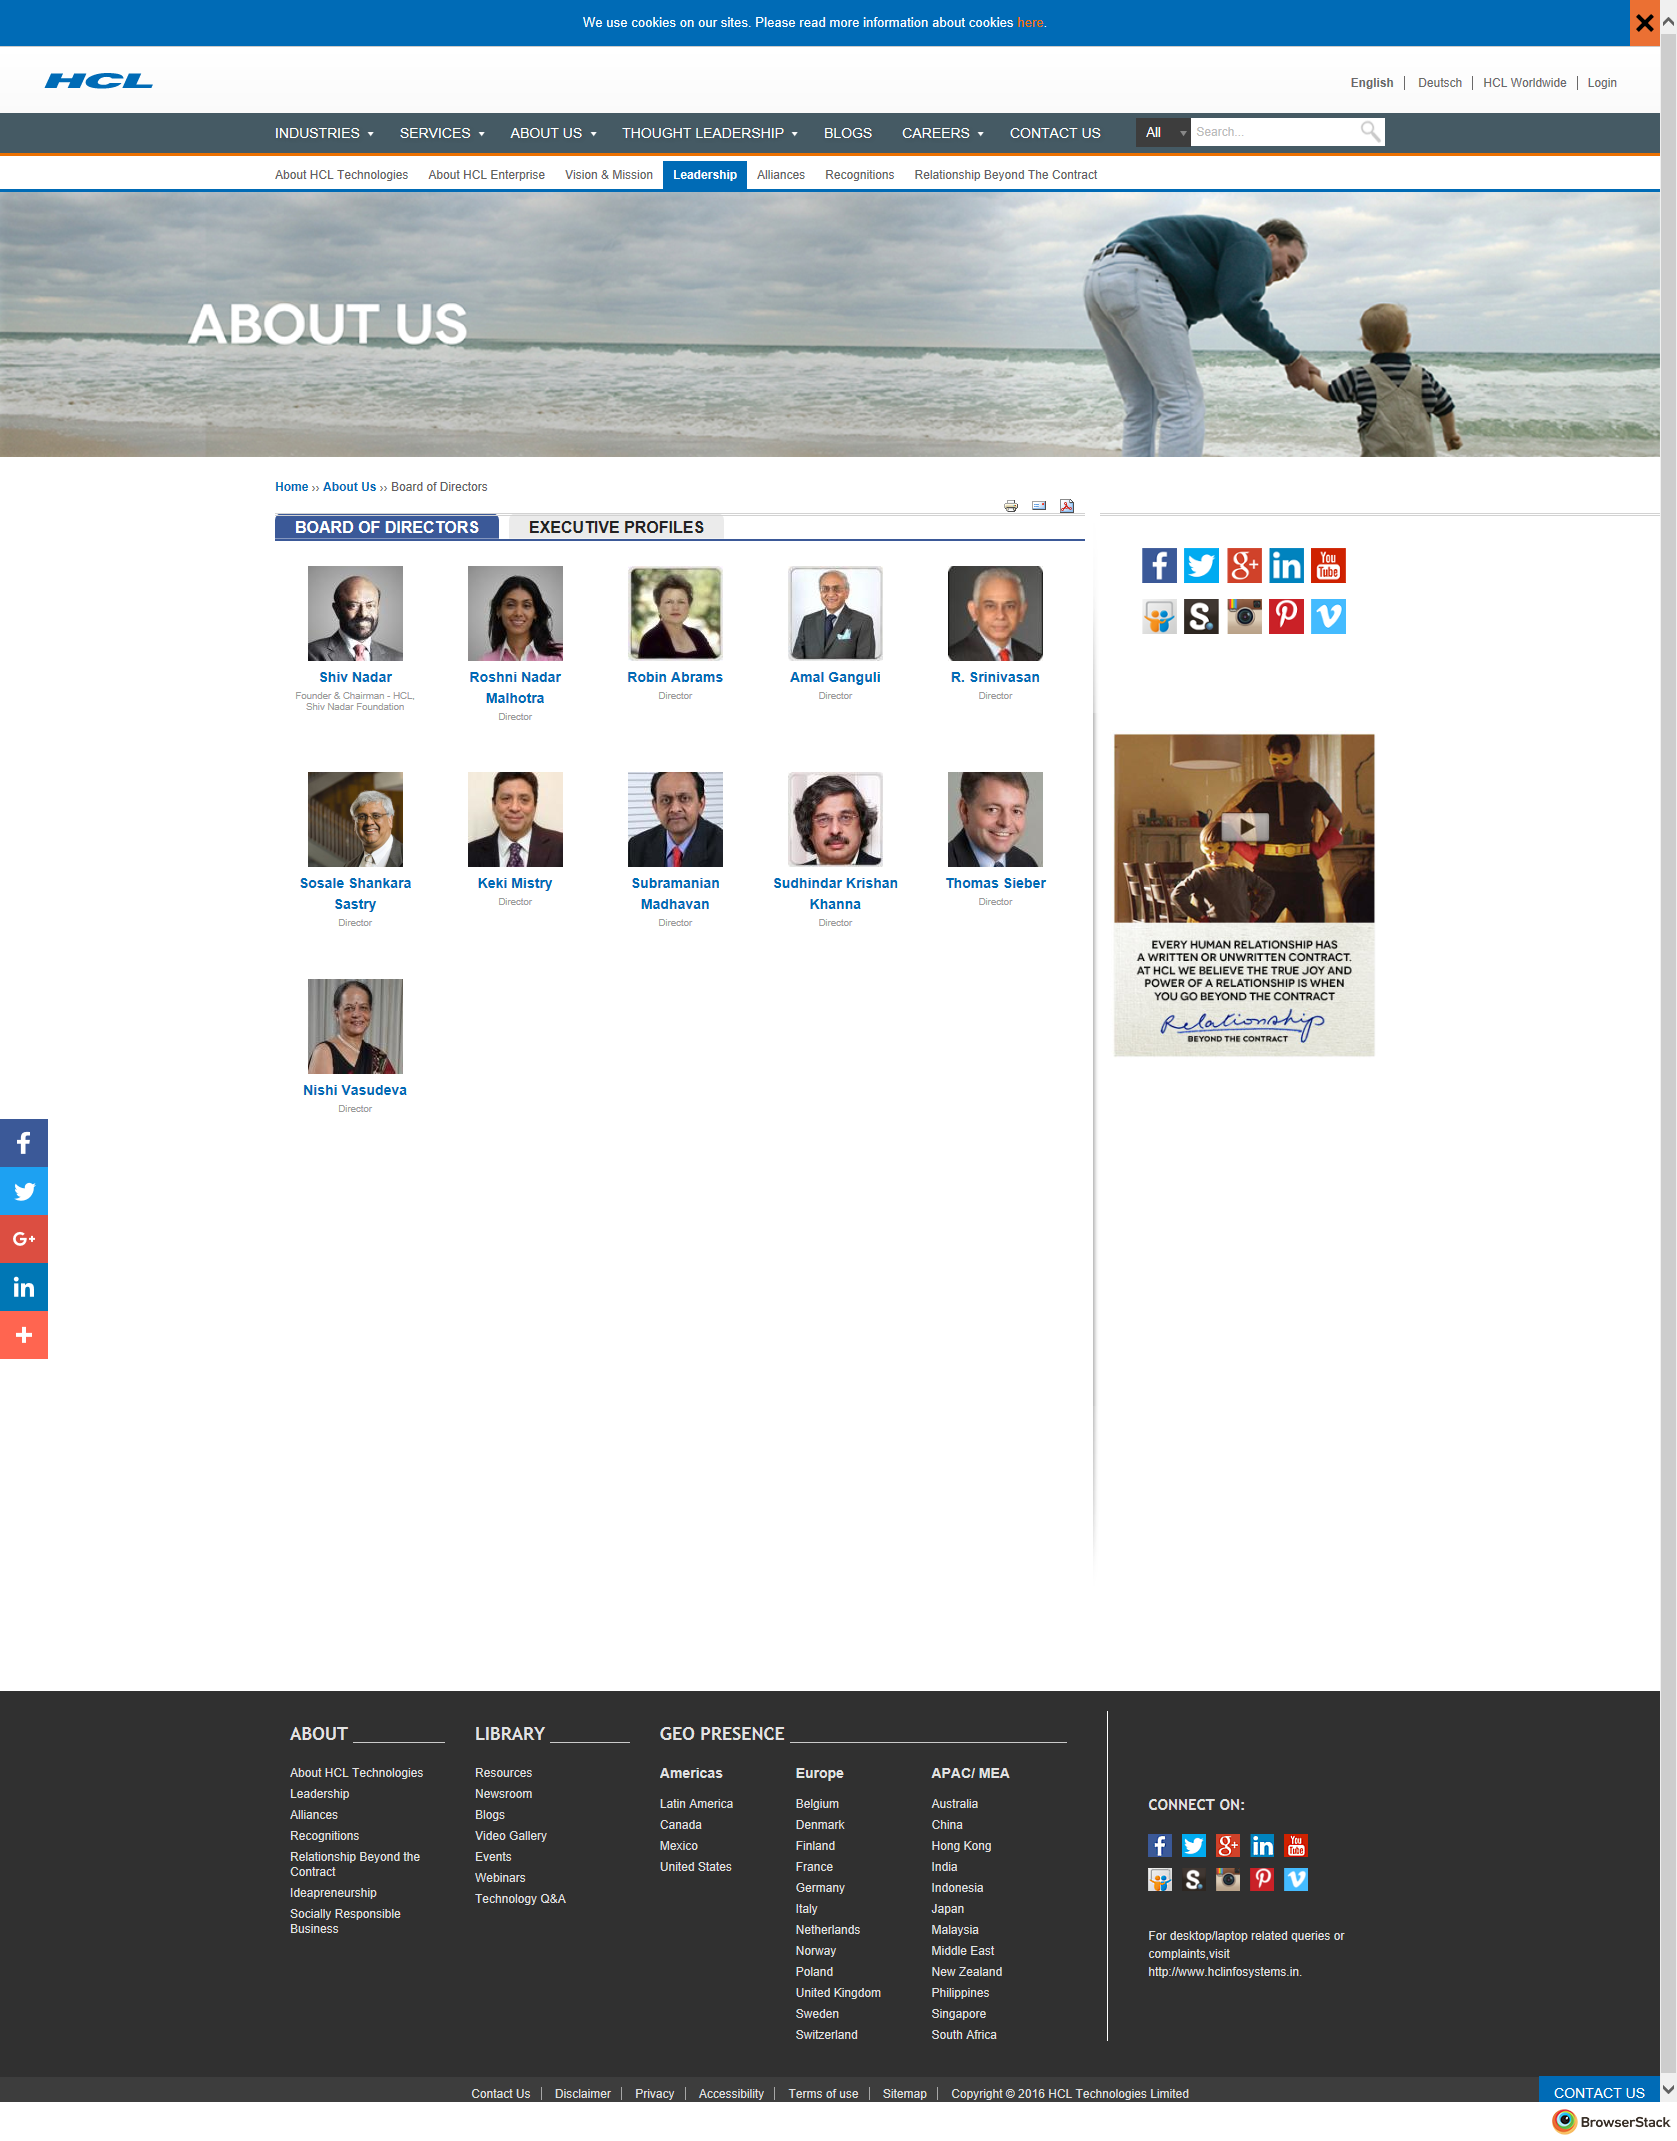 We use cookies on our sites. Please read more information about cookies here.
HCL
English Deutsch HCL Worldwide Login
INDUSTRIES SERVICES ABOUT US THOUGHT LEADERSHIP BLOGS CAREERS CONTACT US All Search...
About HCL Technologies About HCL Enterprise Vision & Mission Leadership Alliances Recognitions Relationship Beyond The Contract
ABOUT US
Home ›› About Us ›› Board of Directors
BOARD OF DIRECTORS EXECUTIVE PROFILES
Shiv Nadar
Founder & Chairman - HCL,
Shiv Nadar Foundation
Roshni Nadar
Malhotra
Director
Robin Abrams
Director
Amal Ganguli
Director
R. Srinivasan
Director
Sosale Shankara
Sastry
Director
Keki Mistry
Director
Subramanian
Madhavan
Director
Sudhindar Krishan
Khanna
Director
Thomas Sieber
Director
Nishi Vasudeva
Director
You
Tube
EVERY HUMAN RELATIONSHIP HAS
A WRITTEN OR UNWRITTEN CONTRACT.
AT HCL WE BELIEVE THE TRUE JOY AND
POWER OF A RELATIONSHIP IS WHEN
YOU GO BEYOND THE CONTRACT
Relationship
BEYOND THE CONTRACT
ABOUT
About HCL Technologies
Leadership
Alliances
Recognitions
Relationship Beyond the
Contract
Ideapreneurship
Socially Responsible
Business
LIBRARY
Resources
Newsroom
Blogs
Video Gallery
Events
Webinars
Technology Q&A
GEO PRESENCE
Americas
Latin America
Canada
Mexico
United States
Europe
Belgium
Denmark
Finland
France
Germany
Italy
Netherlands
Norway
Poland
United Kingdom
Sweden
Switzerland
APAC/ MEA
Australia
China
Hong Kong
India
Indonesia
Japan
Malaysia
Middle East
New Zealand
Philippines
Singapore
South Africa
CONNECT ON:
You
Tube
For desktop/laptop related queries or
complaints,visit
http://www.hclinfosystems.in.
Contact Us Disclaimer Privacy Accessibility Terms of use Sitemap Copyright © 2016 HCL Technologies Limited
CONTACT US
BrowserStack